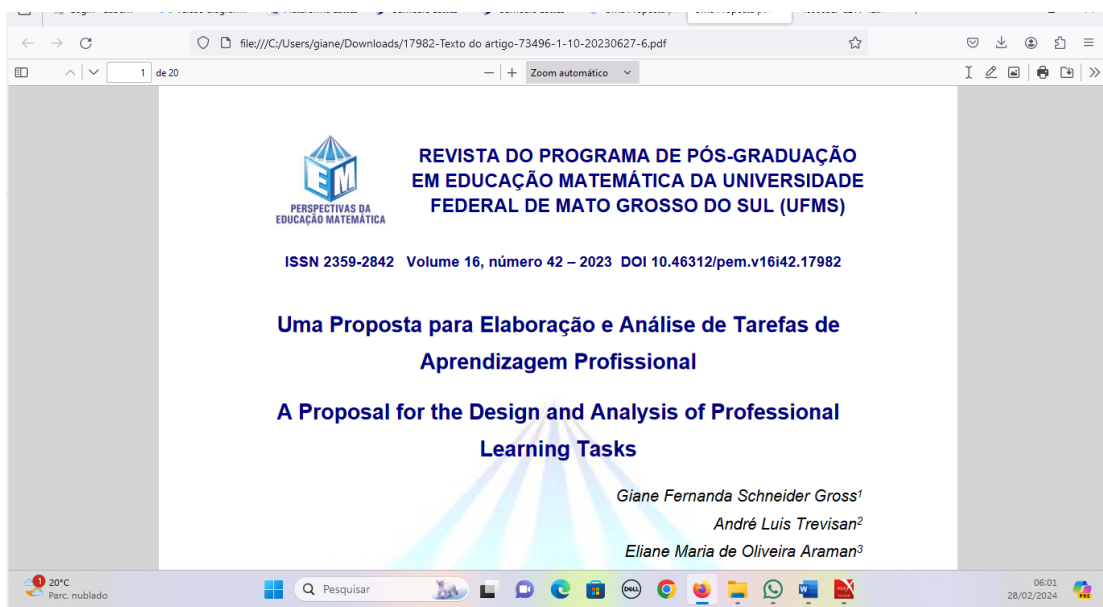 file:///C:/Users/giane/Downloads/17982-Texto do artigo-73496-1-10-20230627-6.pdf
1 de 20
Zoom automático
REVISTA DO PROGRAMA DE PÓS-GRADUAÇÃO
EM EDUCAÇÃO MATEMÁTICA DA UNIVERSIDADE
FEDERAL DE MATO GROSSO DO SUL (UFMS)
EM
PERSPECTIVAS DA
EDUCAÇÃO MATEMÁTICA
ISSN 2359-2842 Volume 16, número 42 – 2023 DOI 10.46312/pem.v16i42.17982
Uma Proposta para Elaboração e Análise de Tarefas de
Aprendizagem Profissional
A Proposal for the Design and Analysis of Professional
Learning Tasks
Giane Fernanda Schneider Gross¹
André Luis Trevisan²
Eliane Maria de Oliveira Araman³
1
20°C
Parc. nublado
Pesquisar
DELL
06:01
28/02/2024